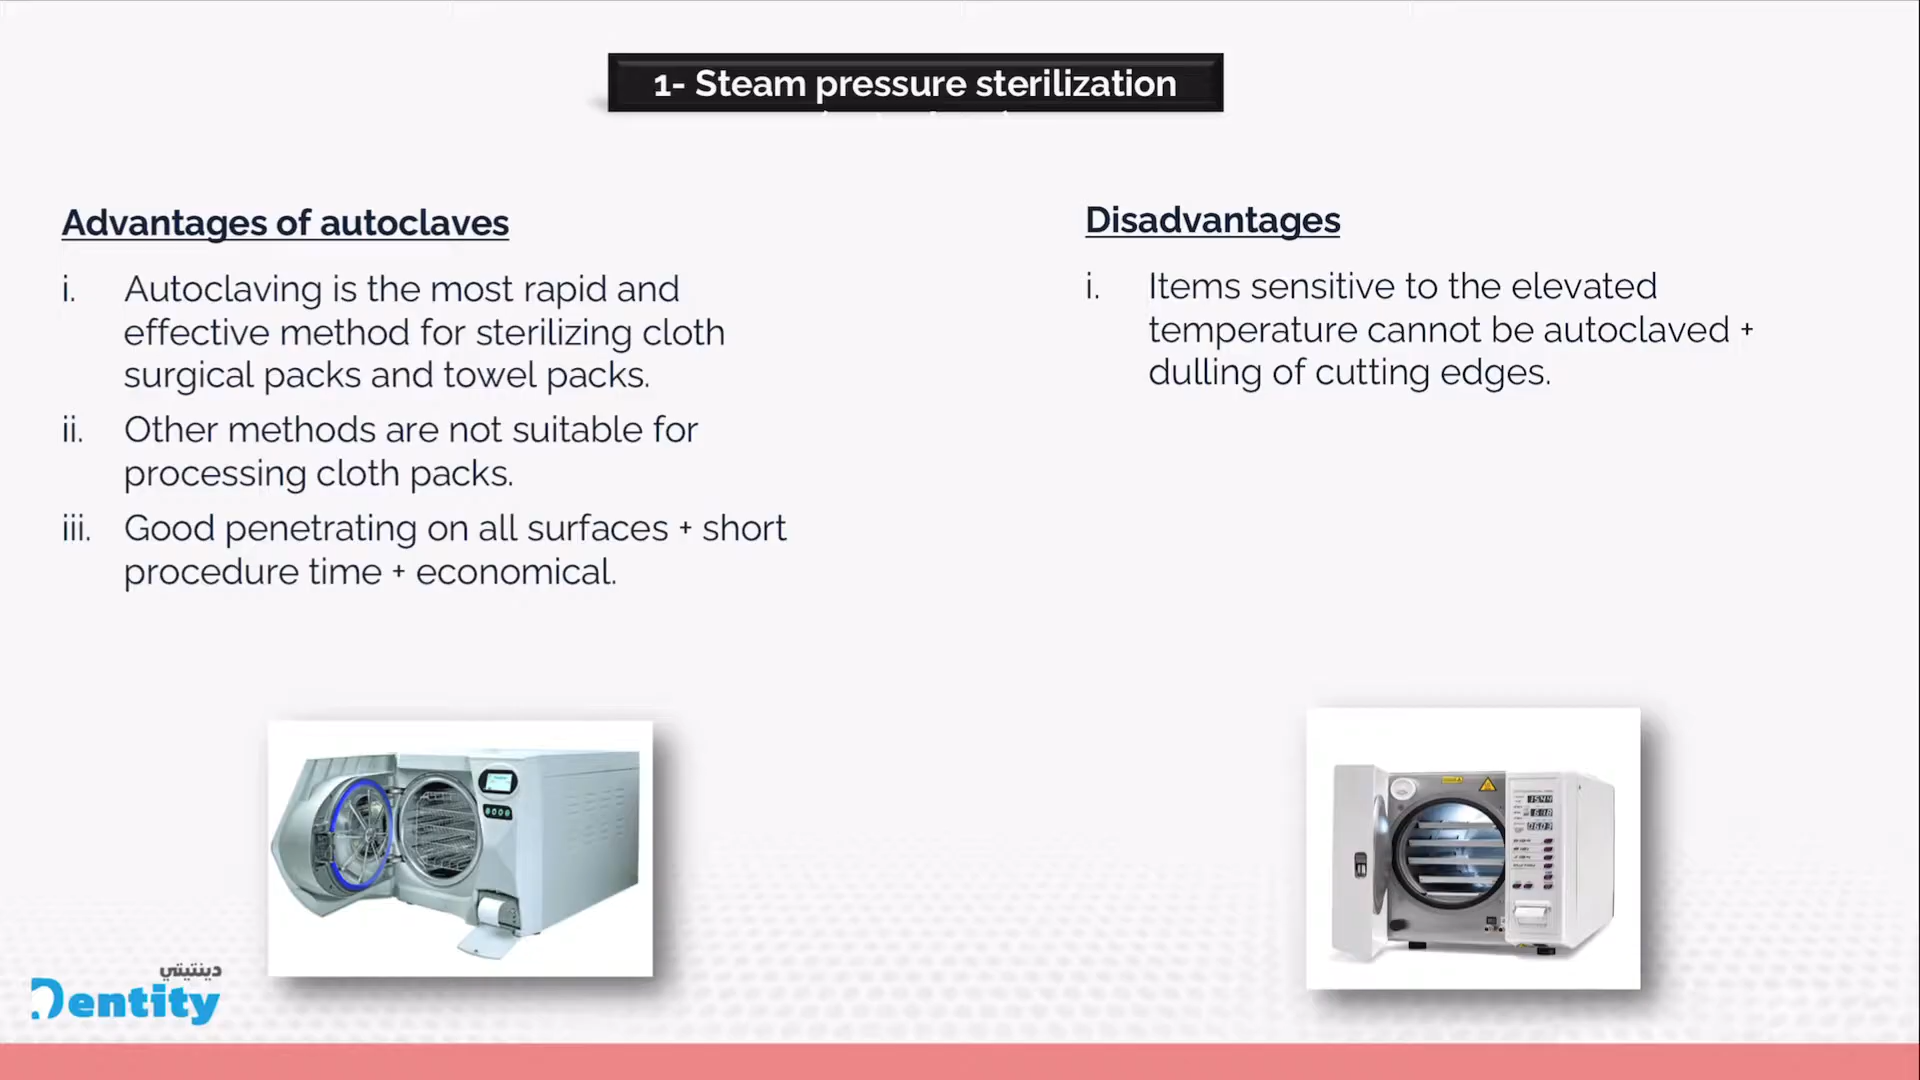 1- Steam pressure sterilization
Advantages of autoclaves
i. Autoclaving is the most rapid and
effective method for sterilizing cloth
surgical packs and towel packs.
ii. Other methods are not suitable for
processing cloth packs.
iii. Good penetrating on all surfaces + short
procedure time + economical.
Disadvantages
i. Items sensitive to the elevated
temperature cannot be autoclaved +
dulling of cutting edges.
دينتيتي
Dentity